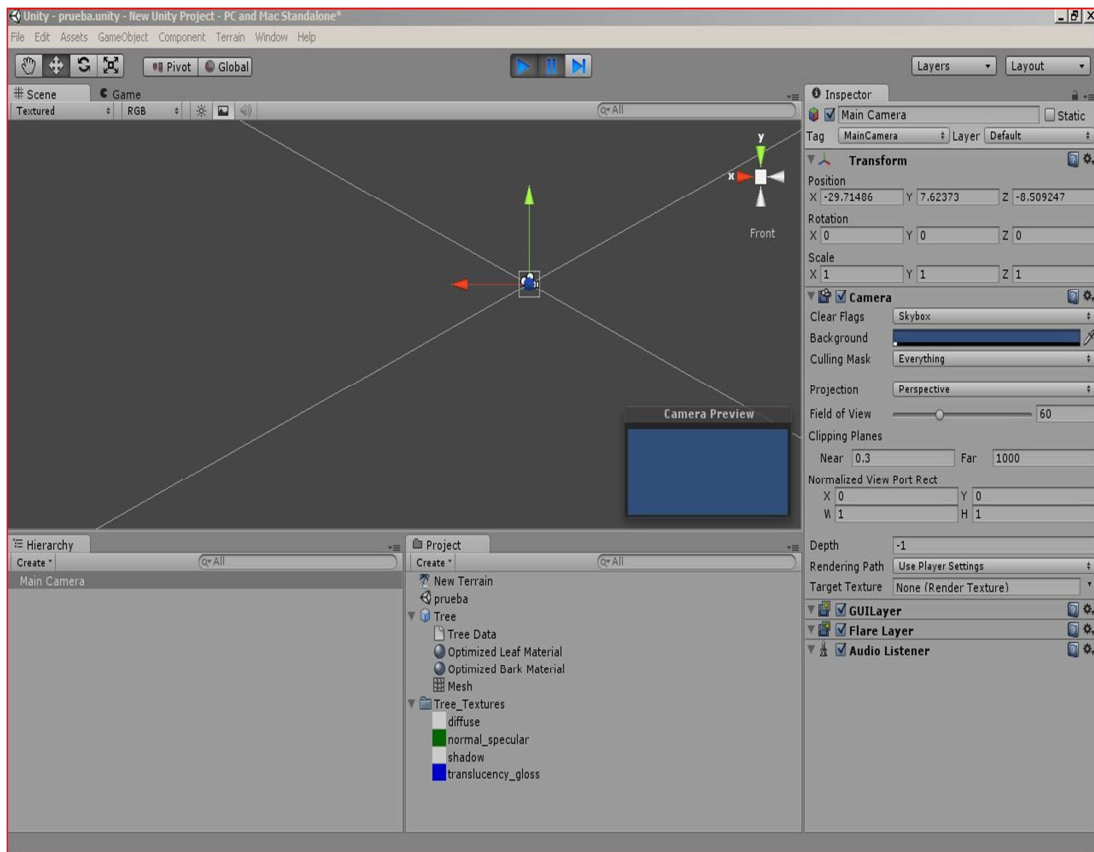 Unity - prueba.unity - New Unity Project - PC and Mac Standalone*
File Edit Assets GameObject Component Terrain Window Help
Pivot Global Layers Layout
Scene Game
Textured RGB All
y
x
Front
Camera Preview
Hierarchy
Create All
Main Camera
Project
Create All
New Terrain
prueba
Tree
Tree Data
Optimized Leaf Material
Optimized Bark Material
Mesh
Tree_Textures
diffuse
normal_specular
shadow
translucency_gloss
Inspector
Main Camera Static
Tag MainCamera Layer Default
Transform
Position
X -29.71486 Y 7.62373 Z -8.509247
Rotation
X 0 Y 0 Z 0
Scale
X 1 Y 1 Z 1
Camera
Clear Flags Skybox
Background
Culling Mask Everything
Projection Perspective
Field of View 60
Clipping Planes
Near 0.3 Far 1000
Normalized View Port Rect
X 0 Y 0
W 1 H 1
Depth -1
Rendering Path Use Player Settings
Target Texture None (Render Texture)
GUILayer
Flare Layer
Audio Listener